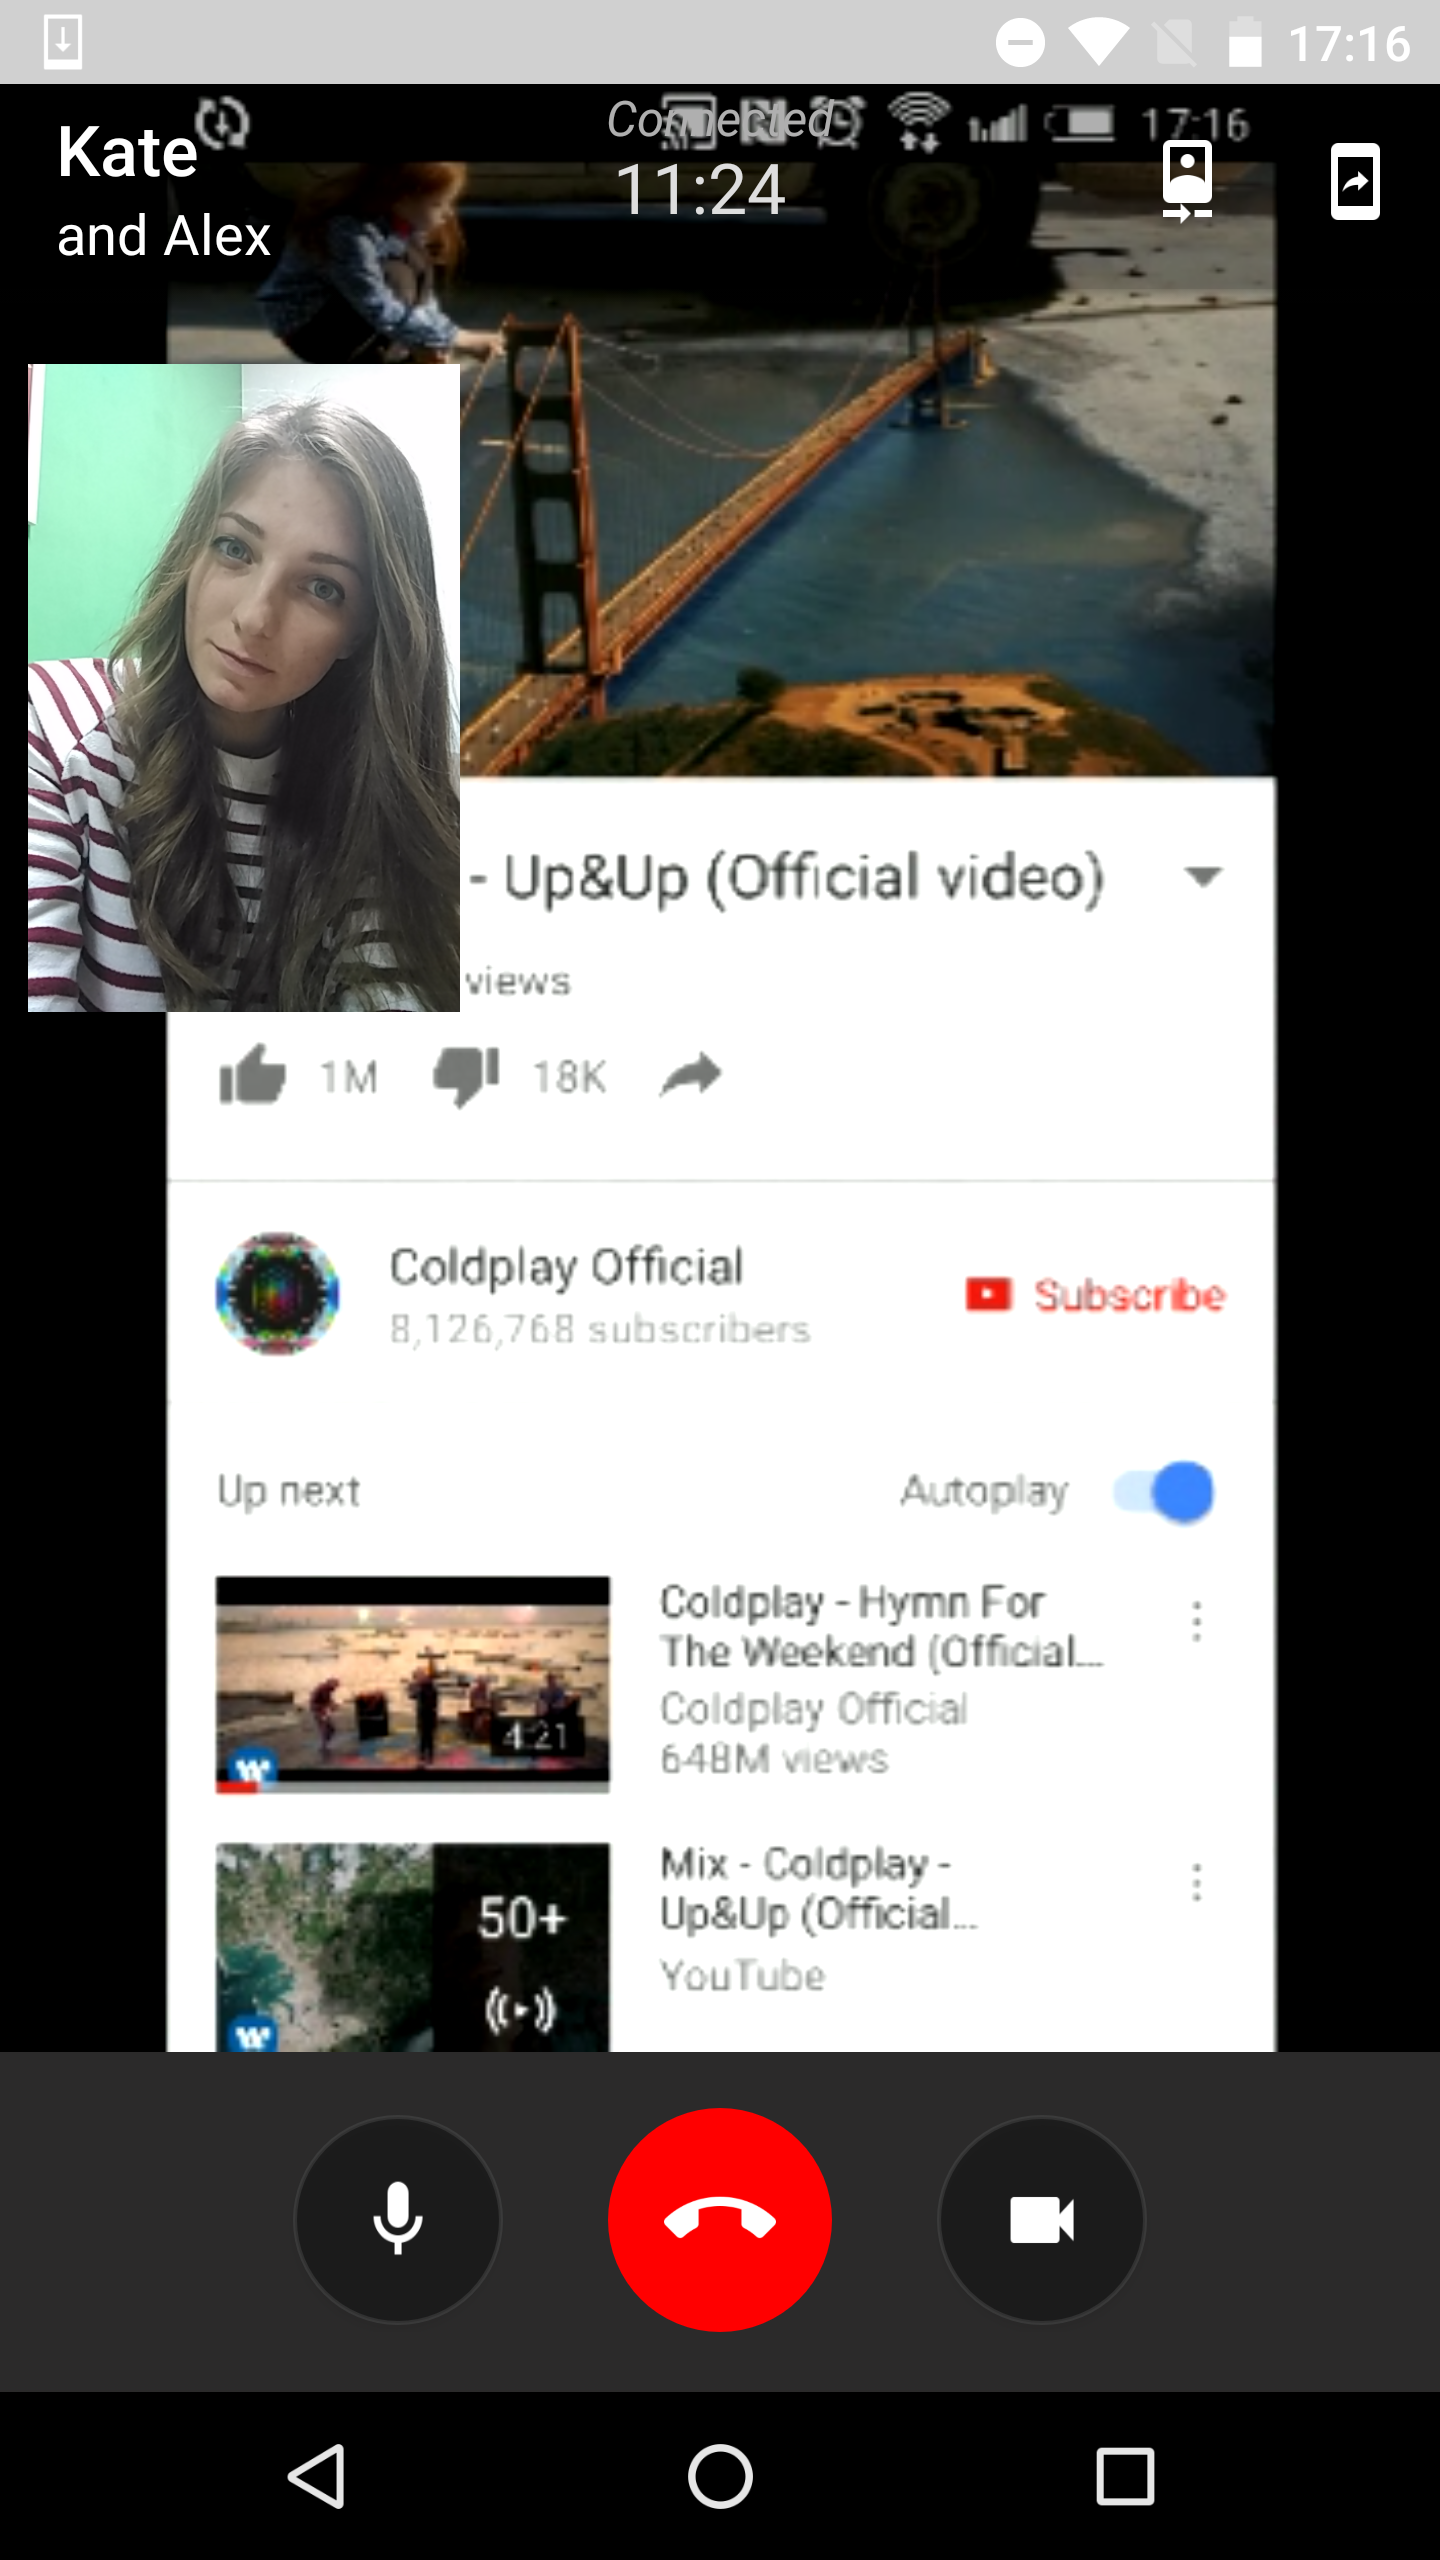 17:16
Connected
17:16
Kate
11:24
and Alex
- Up&Up (Official video)
views
1M 18K
Coldplay Official
8,126,768 subscribers
Subscribe
Up next
Autoplay
Coldplay - Hymn For
The Weekend (Official...
Coldplay Official
648M views
4:21
W
Mix - Coldplay -
Up&Up (Official...
YouTube
50+
W